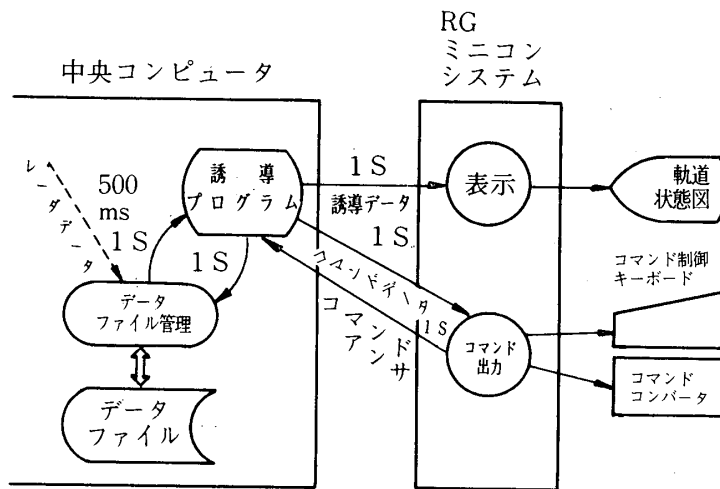 RG
ミニコン
システム
中央コンピュータ
レーダデータ
500
ms
1S
誘導
プログラム
1S
1S
誘導データ
表示
軌道
状態図
1S
コマンドデータ
1S
コマンド
アンサ
データ
ファイル管理
コマンド制御
キーボード
コマンド
出力
コマンド
コンバータ
データ
ファイル